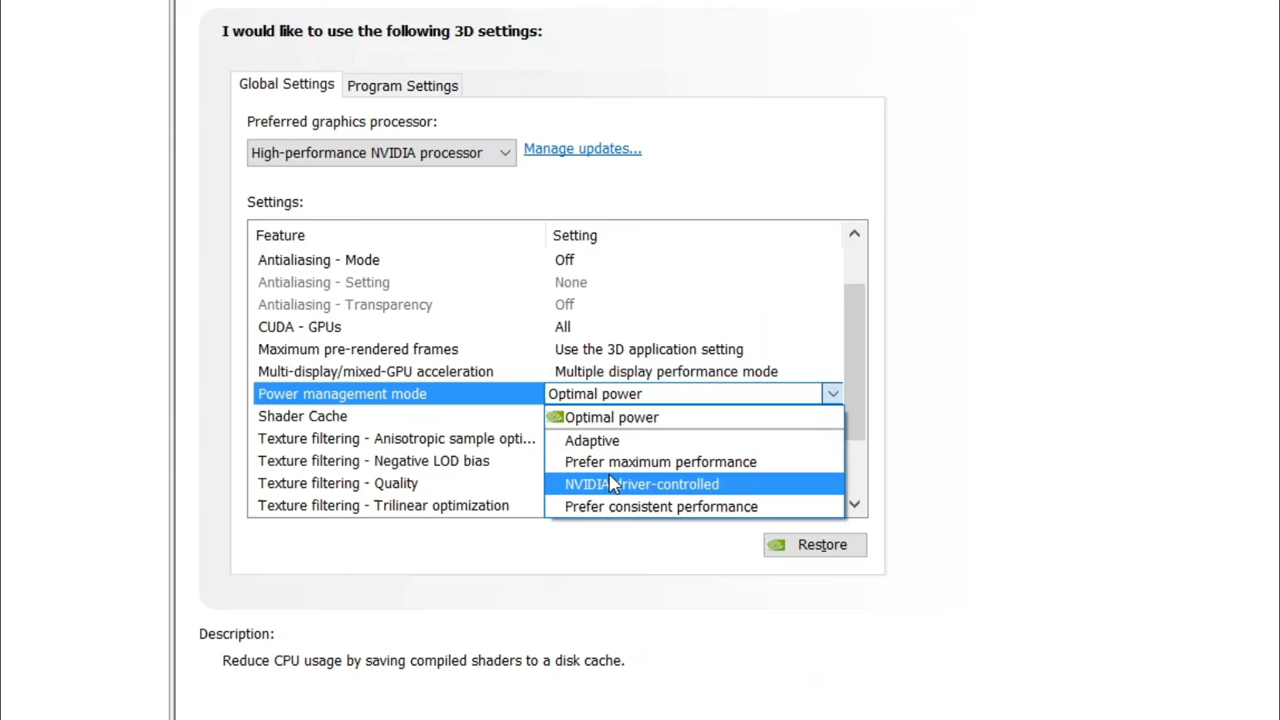 I would like to use the following 3D settings:
Global Settings
Program Settings
Preferred graphics processor:
High-performance NVIDIA processor
Manage updates...
Settings:
Feature Setting
Antialiasing - Mode Off
Antialiasing - Setting None
Antialiasing - Transparency Off
CUDA - GPUs All
Maximum pre-rendered frames Use the 3D application setting
Multi-display/mixed-GPU acceleration Multiple display performance mode
Power management mode Optimal power
Shader Cache Optimal power
Texture filtering - Anisotropic sample opti... Adaptive
Texture filtering - Negative LOD bias Prefer maximum performance
Texture filtering - Quality NVIDIA driver-controlled
Texture filtering - Trilinear optimization Prefer consistent performance
Restore
Description:
Reduce CPU usage by saving compiled shaders to a disk cache.